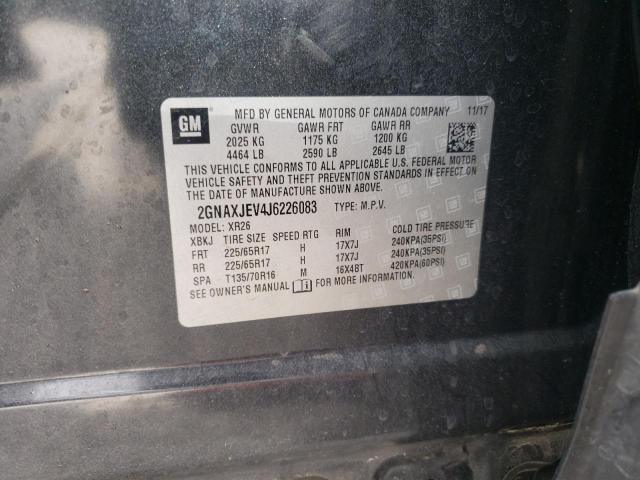 GM
MFD BY GENERAL MOTORS OF CANADA COMPANY 11/17
GVWR GAWR FRT GAWR RR
2025 KG 1175 KG 1200 KG
4464 LB 2590 LB 2645 LB
THIS VEHICLE CONFORMS TO ALL APPLICABLE U.S. FEDERAL MOTOR
VEHICLE SAFETY AND THEFT PREVENTION STANDARDS IN EFFECT ON
THE DATE OF MANUFACTURE SHOWN ABOVE.
2GNAXJEV4J6226083 TYPE: M.P.V.
MODEL: XR26
XBKJ TIRE SIZE SPEED RTG RIM COLD TIRE PRESSURE
FRT 225/65R17 H 17X7J 240KPA(35PSI)
RR 225/65R17 H 17X7J 240KPA(35PSI)
SPA T135/70R16 M 16X4BT 420KPA(60PSI)
SEE OWNER'S MANUAL i FOR MORE INFORMATION.